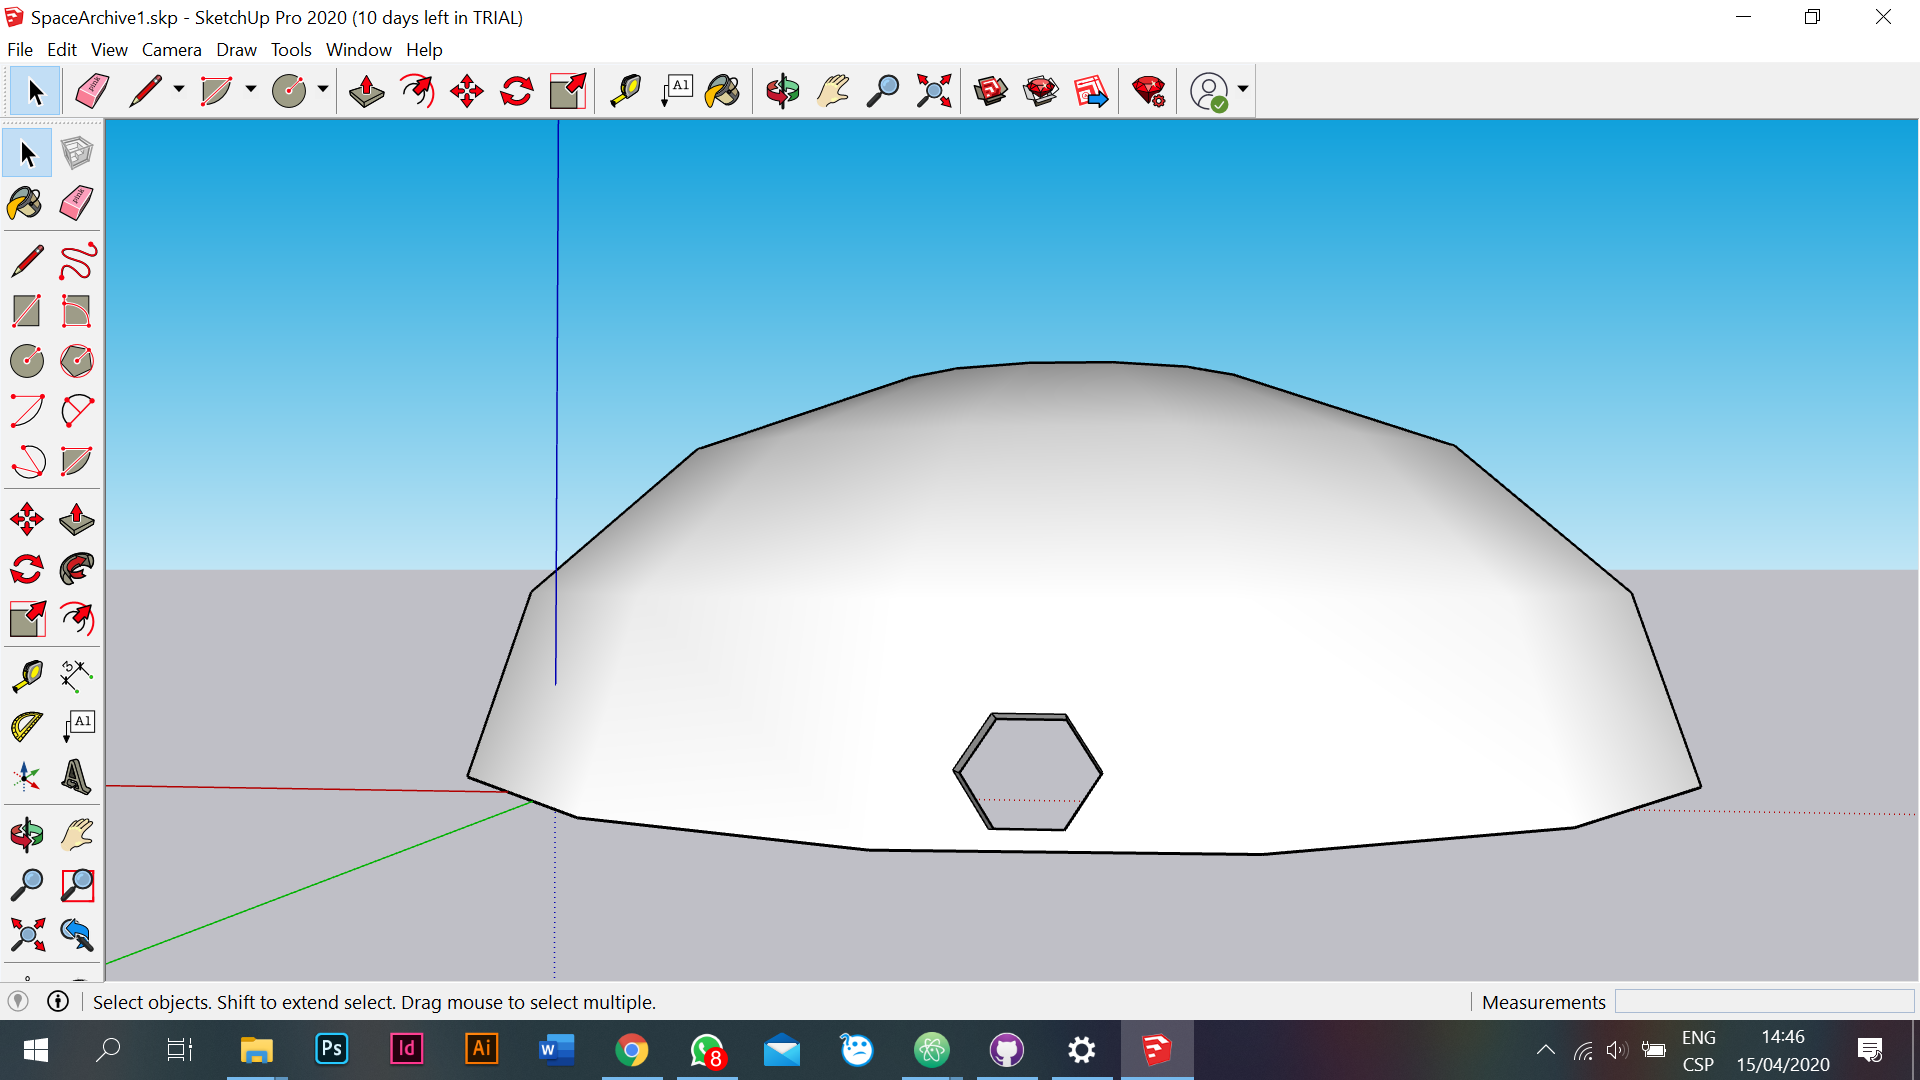 SpaceArchive1.skp - SketchUp Pro 2020 (10 days left in TRIAL)
File Edit View Camera Draw Tools Window Help
A1
A1
Select objects. Shift to extend select. Drag mouse to select multiple.
Measurements
Ps
Id
Ai
W
8
ENG
CSP
14:46
15/04/2020